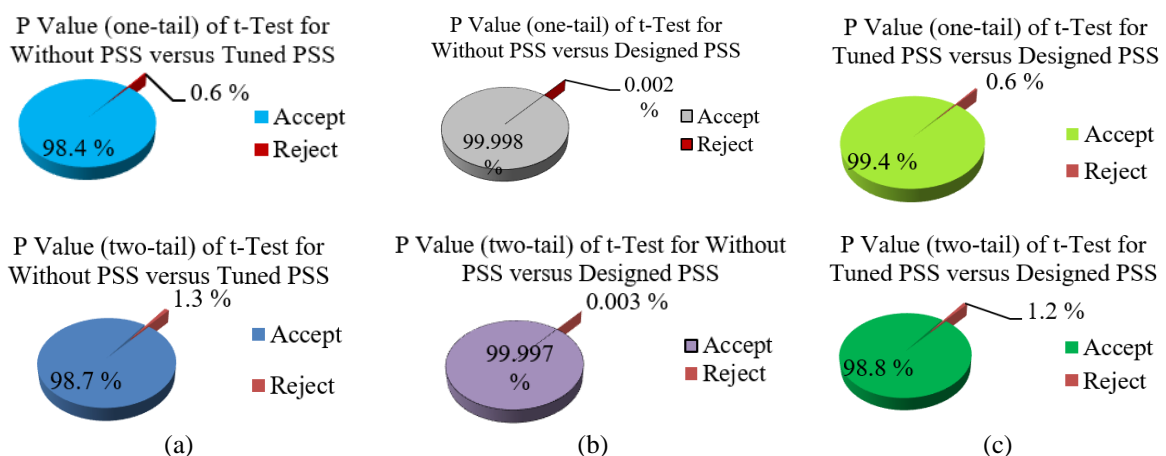 P Value (one-tail) of t-Test for
Without PSS versus Tuned PSS
0.6 %
98.4 %
Accept
Reject
P Value (one-tail) of t-Test for
Without PSS versus Designed PSS
0.002
%
99.998
%
Accept
Reject
P Value (one-tail) of t-Test for
Tuned PSS versus Designed PSS
0.6 %
99.4 %
Accept
Reject
P Value (two-tail) of t-Test for
Without PSS versus Tuned PSS
1.3 %
98.7 %
Accept
Reject
(a)
P Value (two-tail) of t-Test for Without
PSS versus Designed PSS
0.003 %
99.997
%
Accept
Reject
(b)
P Value (two-tail) of t-Test for
Tuned PSS versus Designed PSS
1.2 %
98.8 %
Accept
Reject
(c)